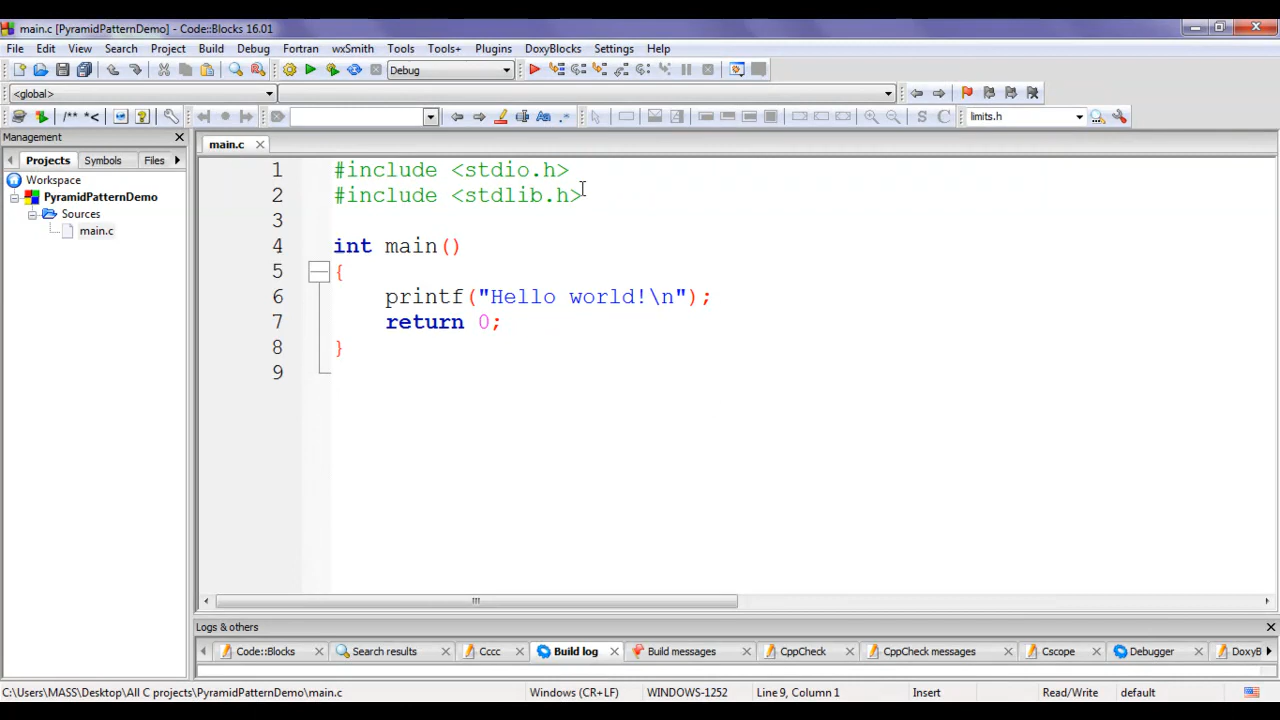 main.c [PyramidPatternDemo] - Code::Blocks 16.01
File Edit View Search Project Build Debug Fortran wxSmith Tools Tools+ Plugins DoxyBlocks Settings Help
Debug
<global>
/** *< Aa .* S C limits.h
Management
Projects Symbols Files
main.c
Workspace
PyramidPatternDemo
Sources
main.c
1 #include <stdio.h>
2 #include <stdlib.h>
3
4 int main()
5 {
6 printf("Hello world!\n");
7 return 0;
8 }
9
Logs & others
Code::Blocks Search results Cccc Build log Build messages CppCheck CppCheck messages Cscope Debugger DoxyB
C:\Users\MASS\Desktop\All C projects\PyramidPatternDemo\main.c Windows (CR+LF) WINDOWS-1252 Line 9, Column 1 Insert Read/Write default